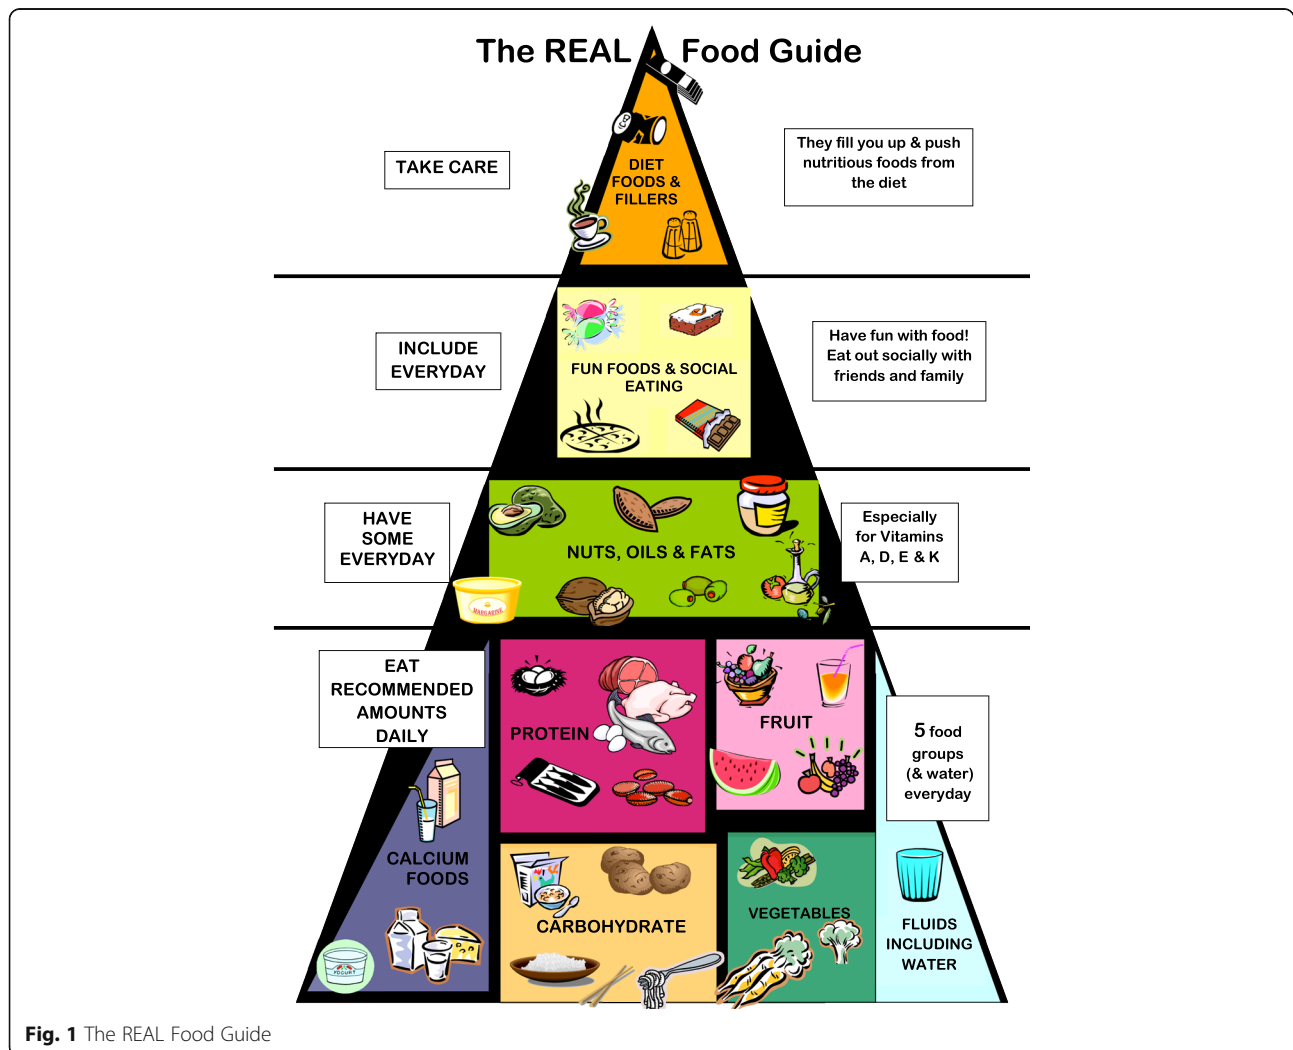 The REAL Food Guide
TAKE CARE
DIET
FOODS &
FILLERS
They fill you up & push
nutritious foods from
the diet
INCLUDE
EVERYDAY
FUN FOODS & SOCIAL
EATING
Have fun with food!
Eat out socially with
friends and family
HAVE
SOME
EVERYDAY
NUTS, OILS & FATS
MARGARINE
Especially
for Vitamins
A, D, E & K
EAT
RECOMMENDED
AMOUNTS
DAILY
PROTEIN
FRUIT
5 food
groups
(& water)
everyday
CALCIUM
FOODS
YOGURT
CARBOHYDRATE
VEGETABLES
FLUIDS
INCLUDING
WATER
Fig. 1 The REAL Food Guide